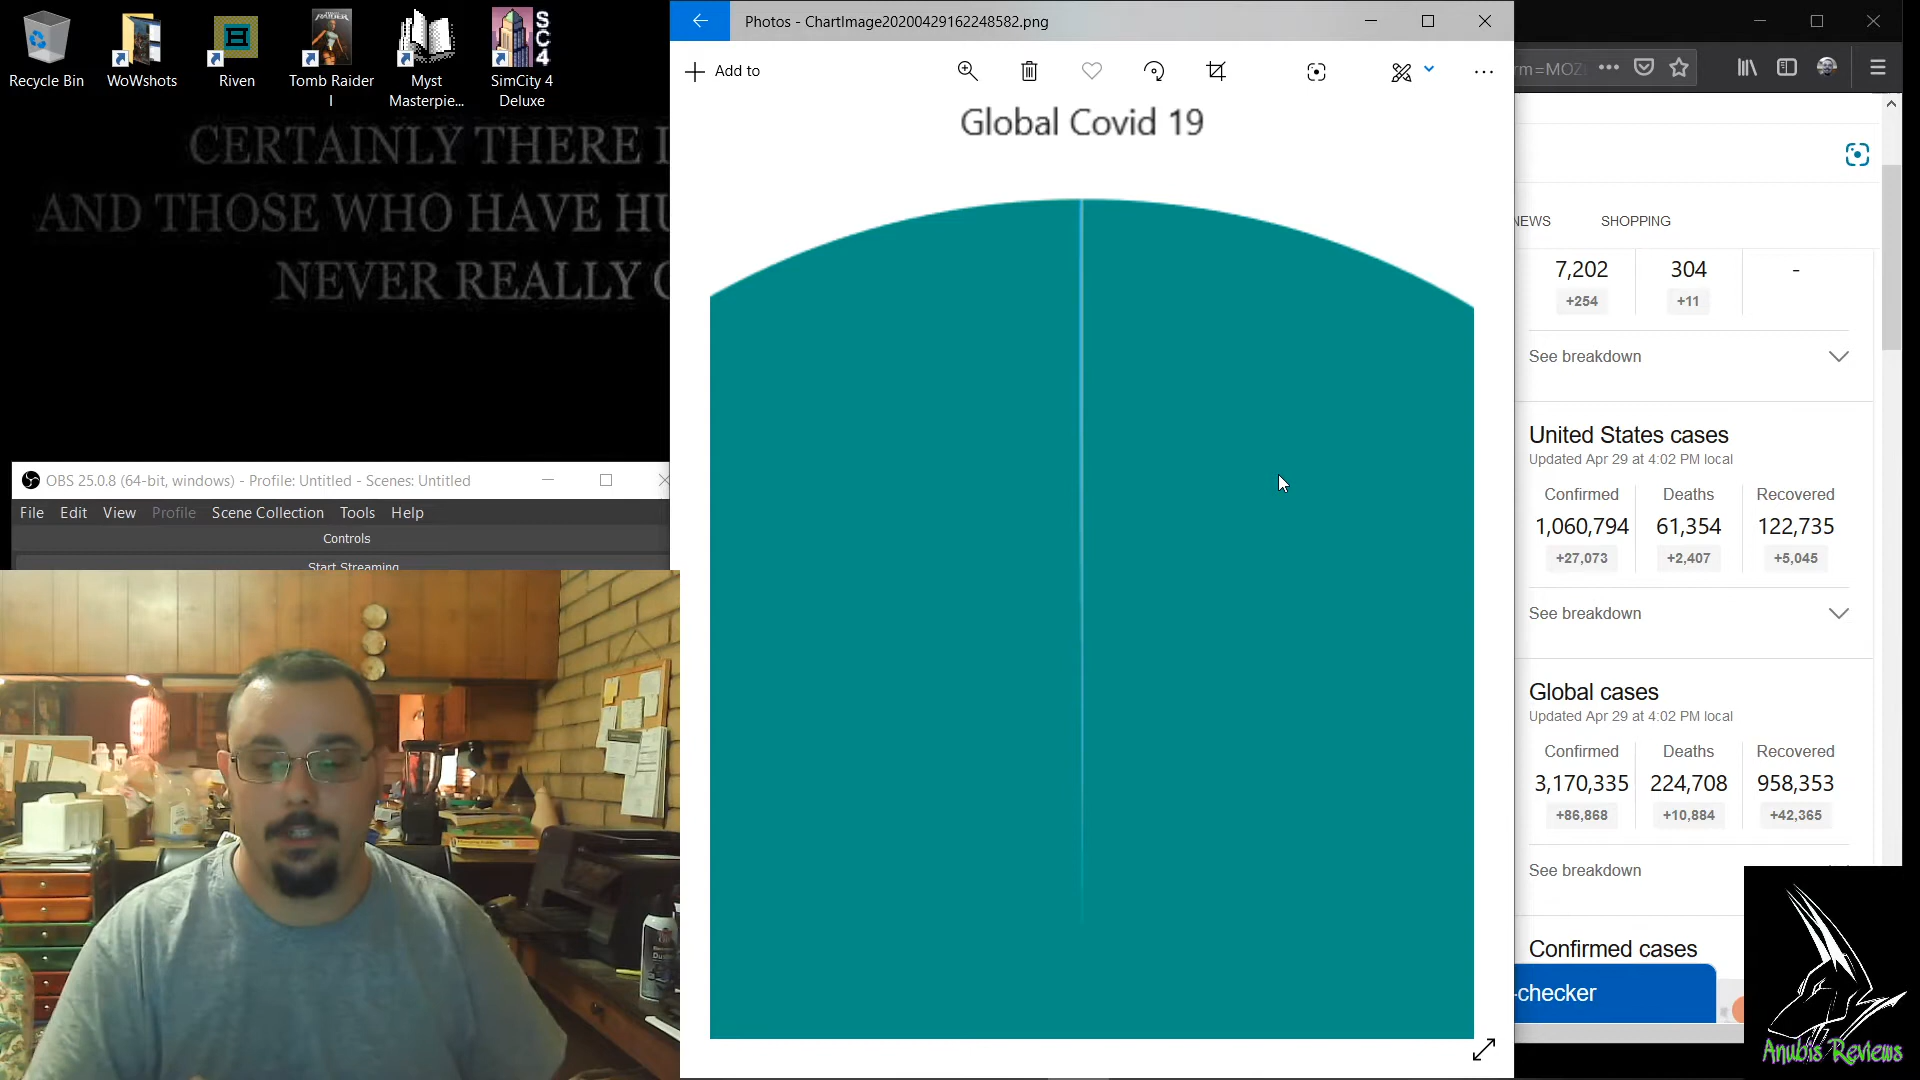 Recycle Bin
WoWshots
Riven
Tomb Raider
I
Myst
Masterpie...
SC4
SimCity 4
Deluxe
CERTAINLY THERE
AND THOSE WHO HAVE
NEVER REALLY
OBS 25.0.8 (64-bit, windows) - Profile: Untitled - Scenes: Untitled
File Edit View Profile Scene Collection Tools Help
Controls
Start Streaming
Photos - ChartImage20200429162248582.png
Add to
Global Covid 19
rm=MOZ
NEWS SHOPPING
7,202 304 -
+254 +11
See breakdown
United States cases
Updated Apr 29 at 4:02 PM local
Confirmed Deaths Recovered
1,060,794 61,354 122,735
+27,073 +2,407 +5,045
See breakdown
Global cases
Updated Apr 29 at 4:02 PM local
Confirmed Deaths Recovered
3,170,335 224,708 958,353
+86,868 +10,884 +42,365
See breakdown
Confirmed cases
-checker
Anubis Reviews